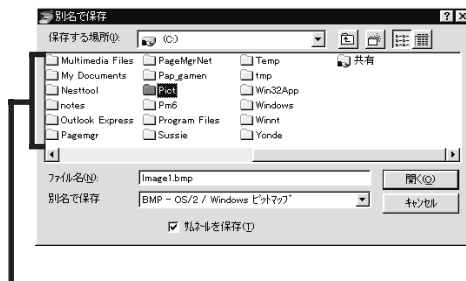 別名で保存
保存する場所(I): (C:)
Multimedia Files PageMgrNet Temp 共有
My Documents Pap_gamen tmp
Nesttool Pict Win32App
notes Pm6 Windows
Outlook Express Program Files Winnt
Pagemgr Sussie Yonde
ファイル名(N): Image1.bmp 開く(O)
別名で保存 BMP - OS/2 / Windows ビットマップ キャンセル
サムネールを保存(T)